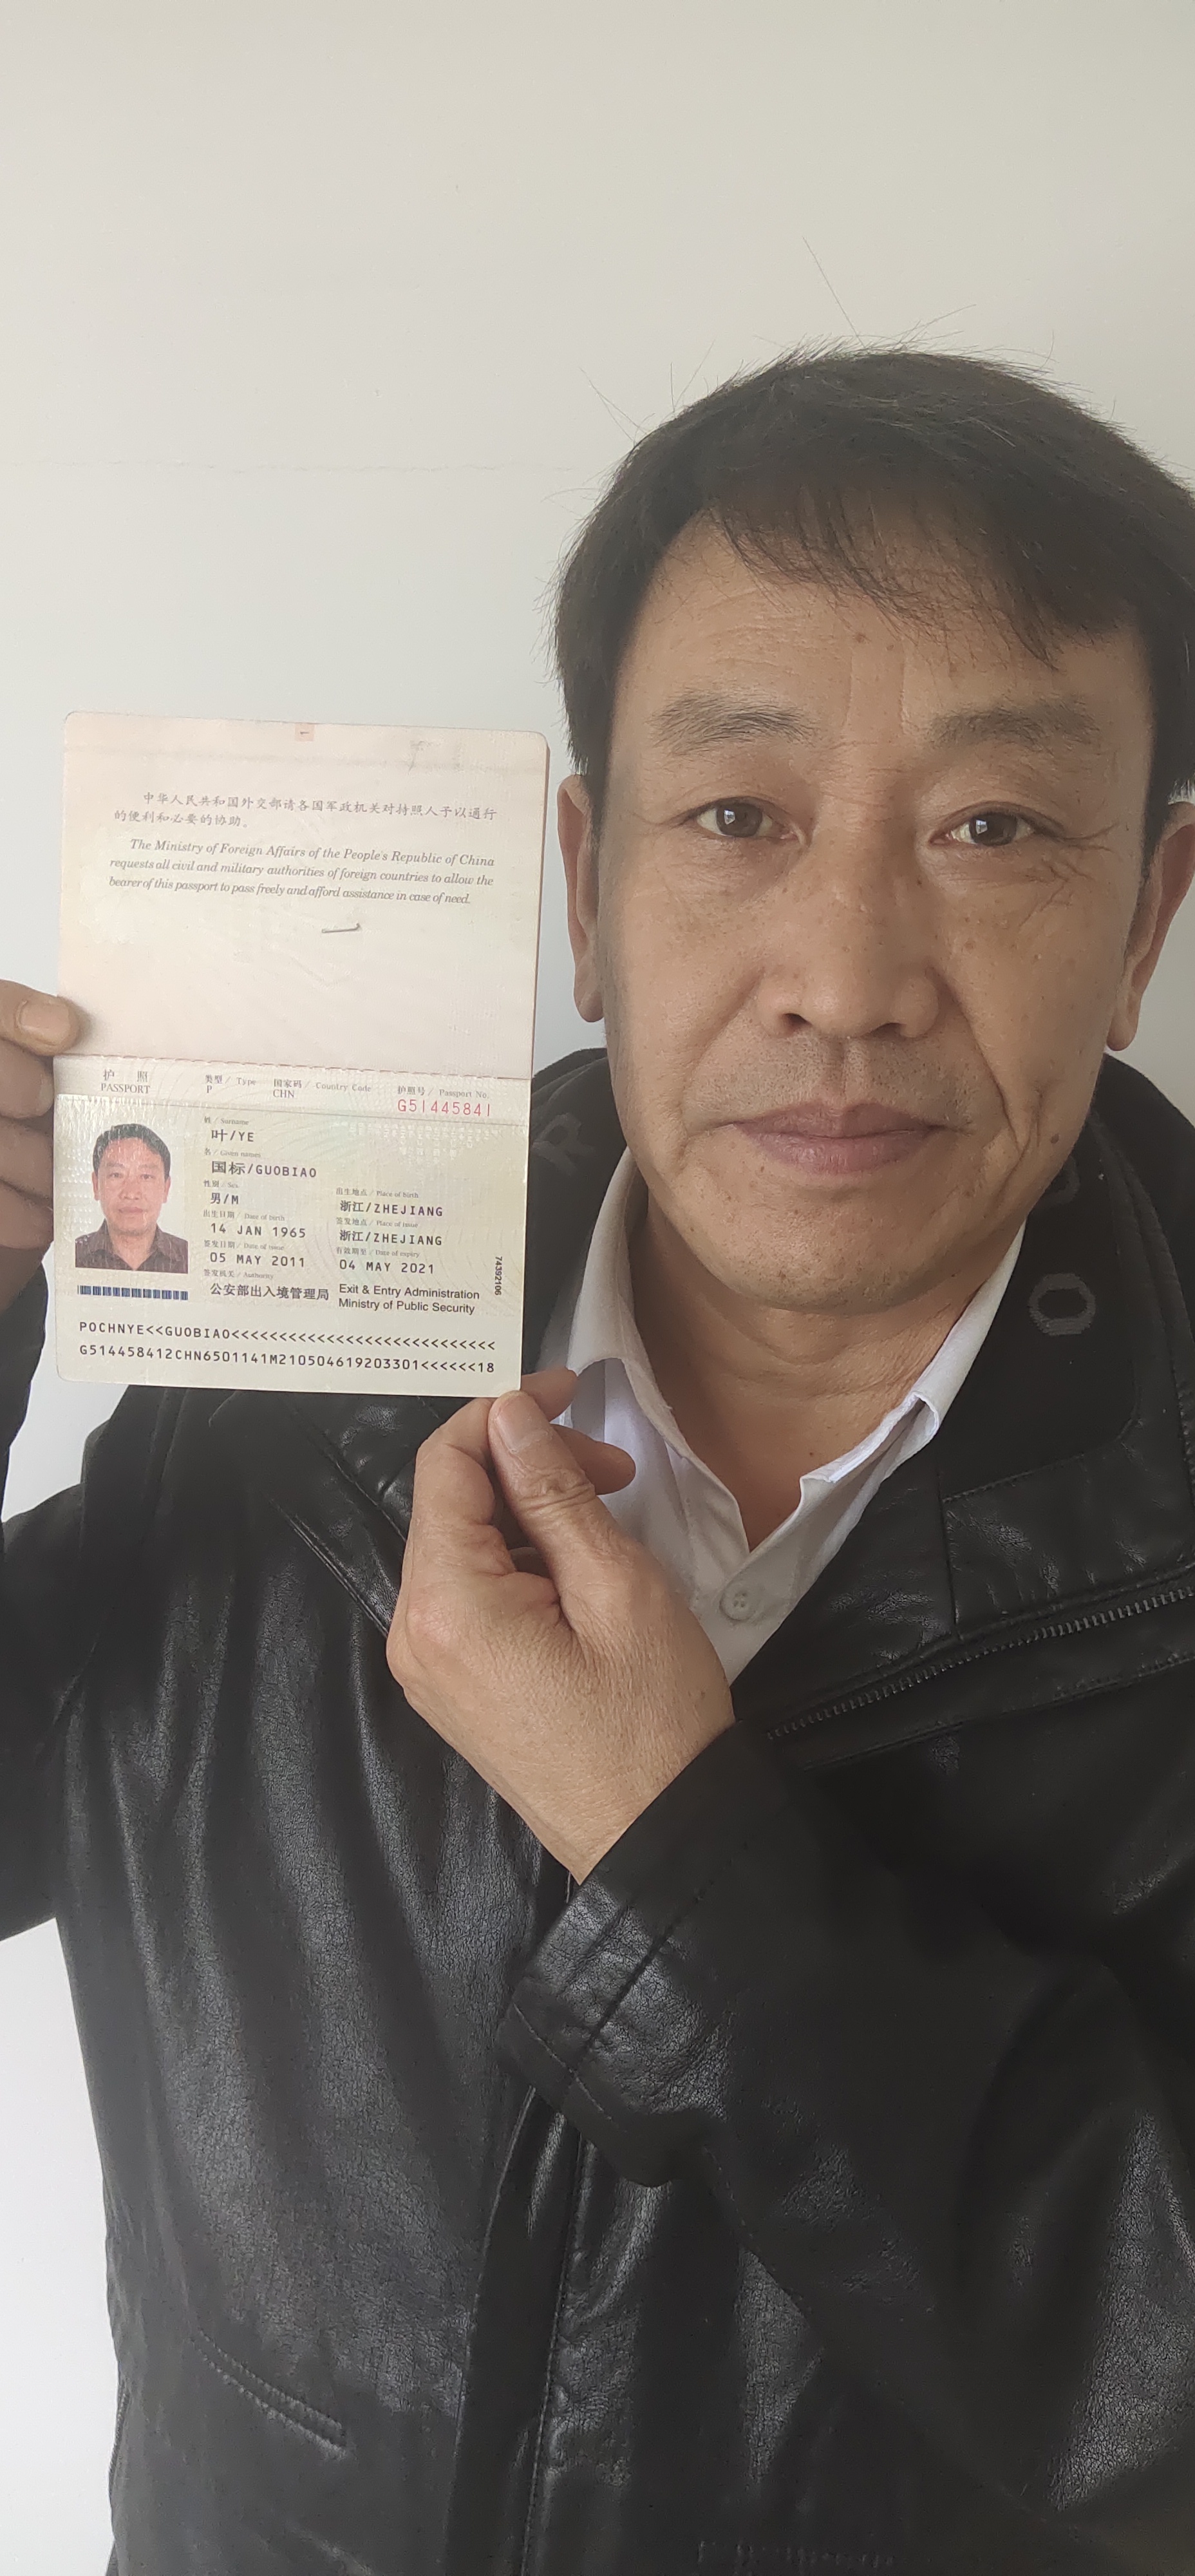 中华人民共和国外交部请各国军政机关对持照人予以通行
的便利和必要的协助。
The Ministry of Foreign Affairs of the People's Republic of China
requests all civil and military authorities of foreign countries to allow the
bearer of this passport to pass freely and afford assistance in case of need.
护 照
PASSPORT
类型 / Type
P
国家码 / Country Code
CHN
护照号 / Passport No.
G51445841
姓 / Surname
叶/YE
名 / Given names
国标/GUOBIAO
性别 / Sex
男/M
出生地点 / Place of birth
浙江/ZHEJIANG
出生日期 / Date of birth
14 JAN 1965
签发地点 / Place of issue
浙江/ZHEJIANG
签发日期 / Date of issue
05 MAY 2011
有效期至 / Date of expiry
04 MAY 2021
签发机关 / Authority
公安部出入境管理局
Exit & Entry Administration
Ministry of Public Security
74392106
POCHNYE<<GUOBIAO<<<<<<<<<<<<<<<<<<<<<<<<<<<<
G514458412CHN6501141M210504619203301<<<<<<18
R
O